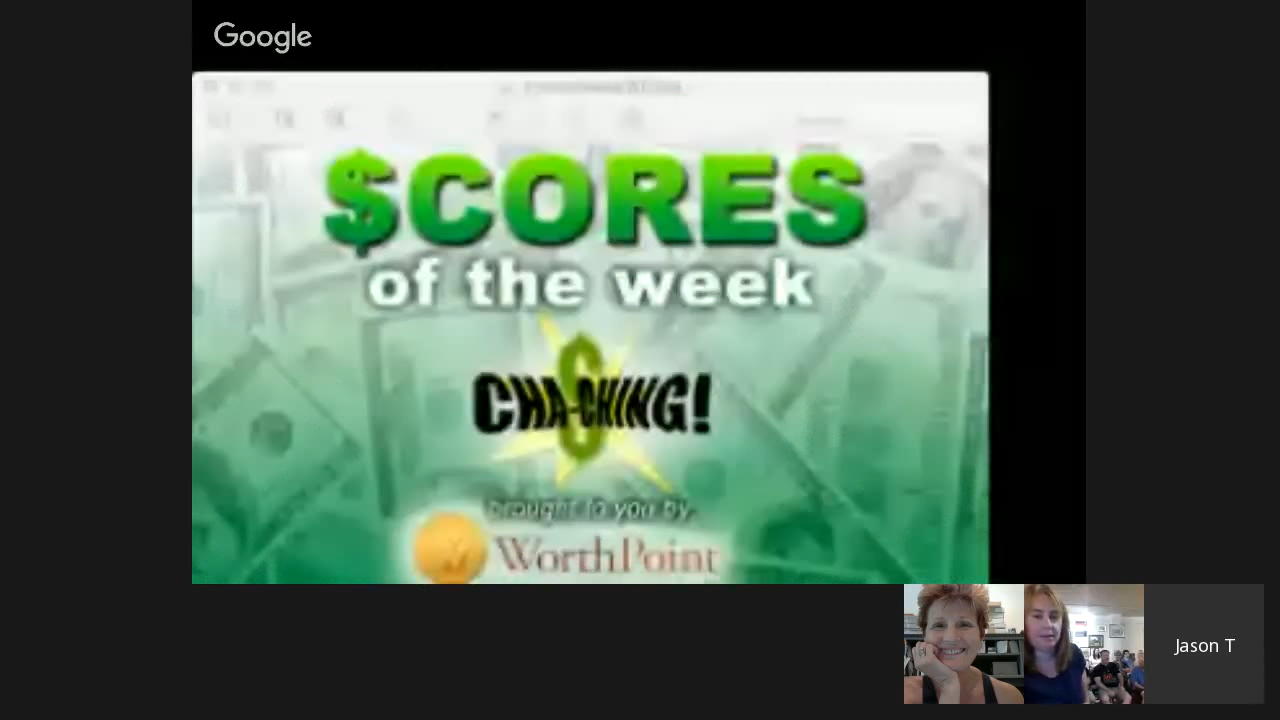 Google
$CORES
of the week
CHA-CHING!
brought to you by
WorthPoint
Jason T